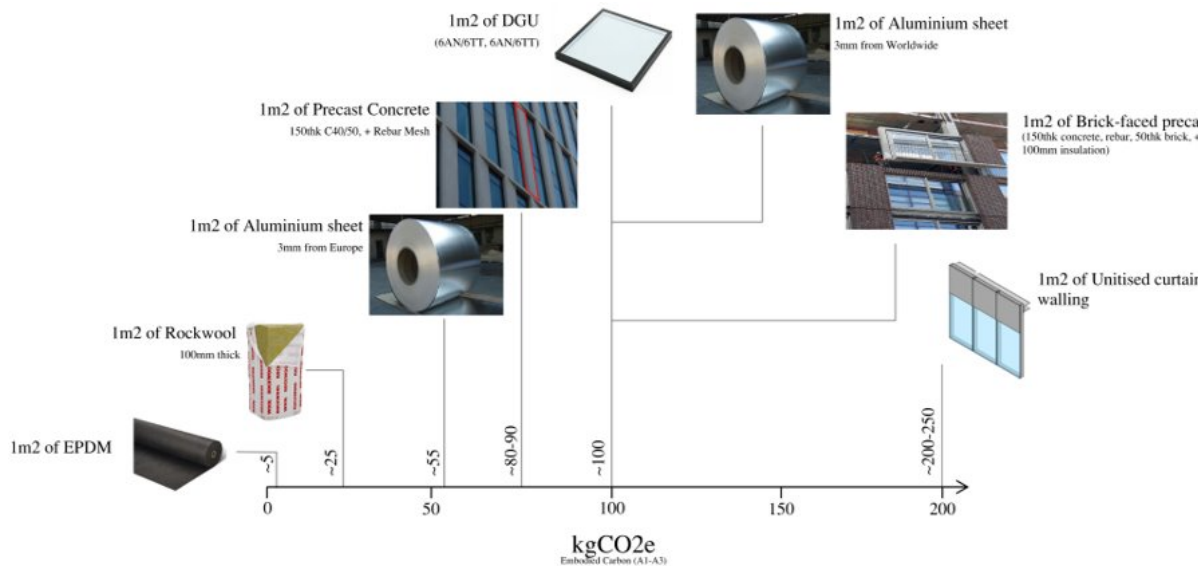 1m2 of DGU
(6AN/6TT, 6AN/6TT)
1m2 of Aluminium sheet
3mm from Worldwide
1m2 of Precast Concrete
150thk C40/50, + Rebar Mesh
1m2 of Brick-faced preca
(150thk concrete, rebar, 50thk brick, +
100mm insulation)
1m2 of Aluminium sheet
3mm from Europe
1m2 of Unitised curtain
walling
1m2 of Rockwool
100mm thick
1m2 of EPDM
~5
~25
~55
~80-90
~100
~200-250
0
50
100
150
200
kgCO2e
Embodied Carbon (A1-A3)